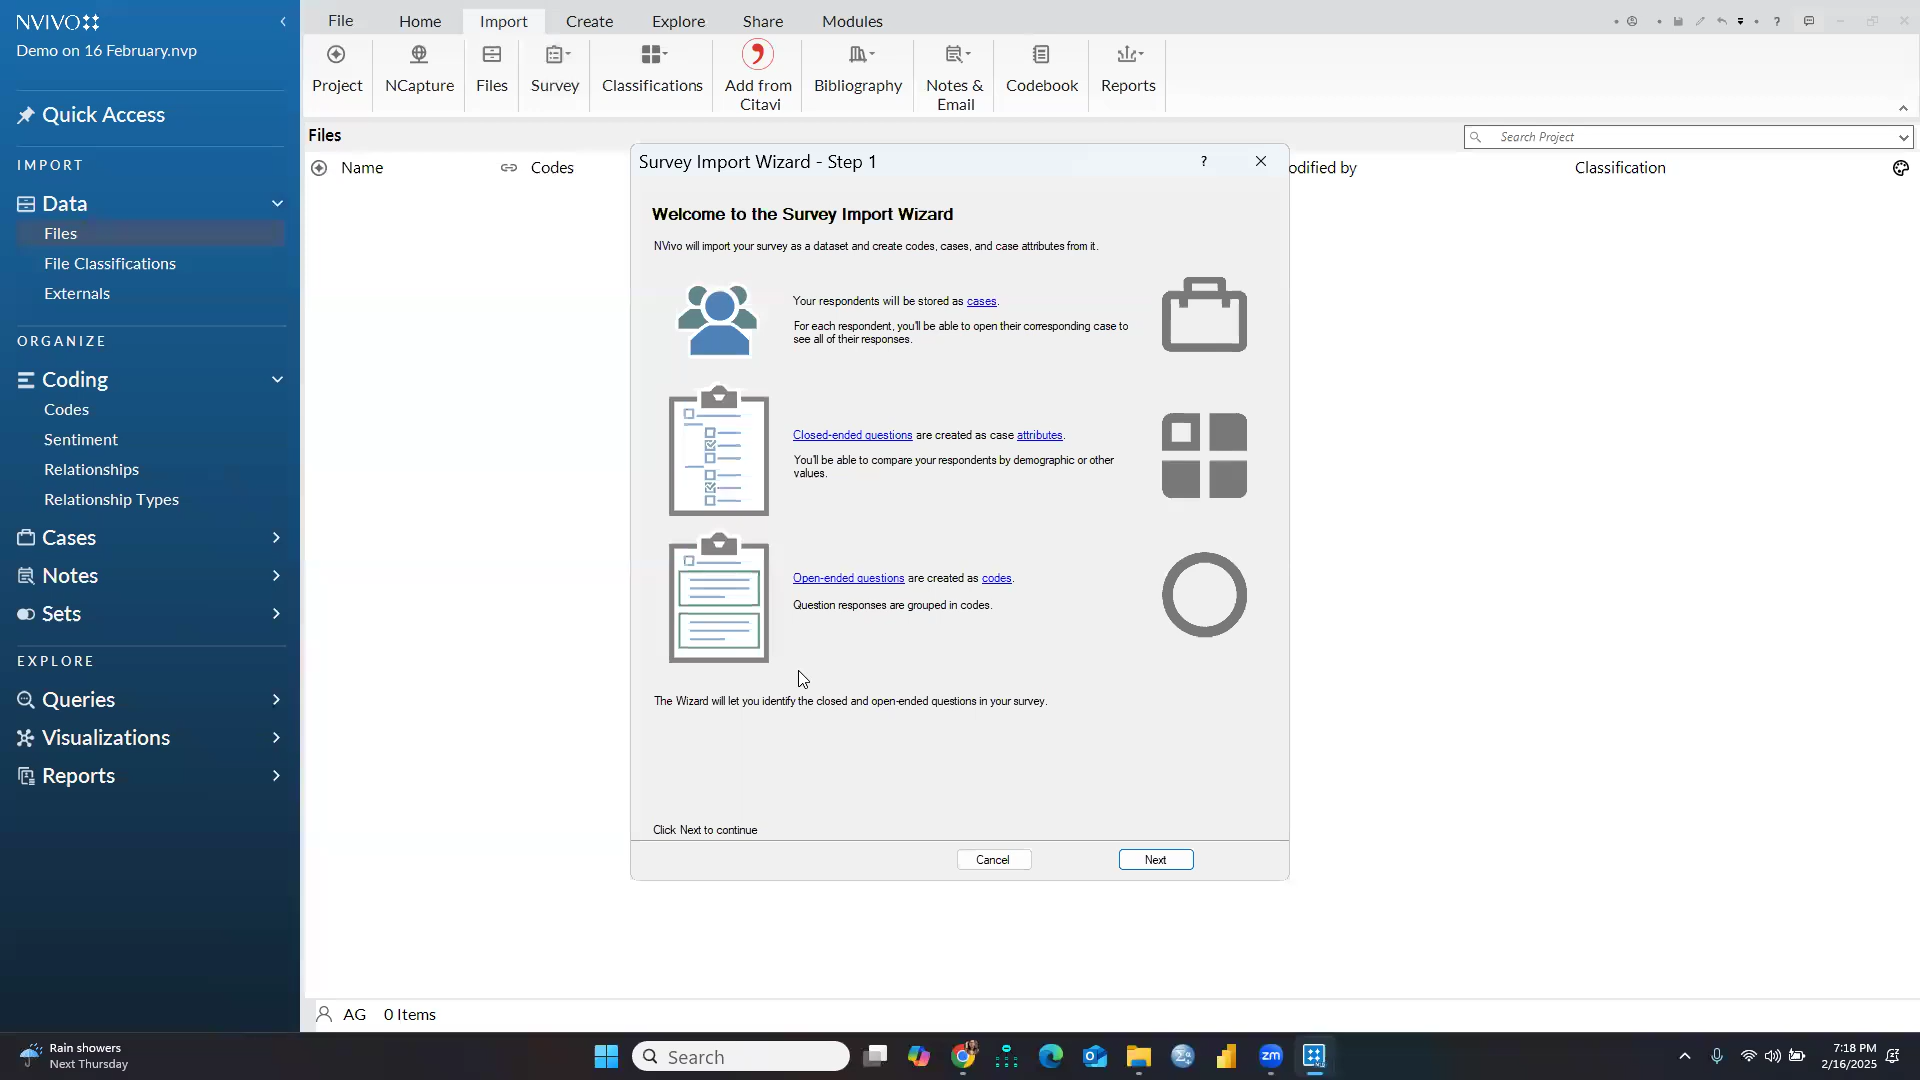 NVIVO
Demo on 16 February.nvp
Quick Access
IMPORT
Data
Files
File Classifications
Externals
ORGANIZE
Coding
Codes
Sentiment
Relationships
Relationship Types
Cases
Notes
Sets
EXPLORE
Queries
Visualizations
Reports
File Home Import Create Explore Share Modules
Project
NCapture
Files
Survey
Classifications
Add from
Citavi
Bibliography
Notes &
Email
Codebook
Reports
Files
Search Project
Name
Codes
odified by
Classification
Survey Import Wizard - Step 1
Welcome to the Survey Import Wizard
NVivo will import your survey as a dataset and create codes, cases, and case attributes from it.
Your respondents will be stored as cases.
For each respondent, you'll be able to open their corresponding case to
see all of their responses.
Closed-ended questions are created as case attributes.
You'll be able to compare your respondents by demographic or other
values.
Open-ended questions are created as codes.
Question responses are grouped in codes.
The Wizard will let you identify the closed and open-ended questions in your survey.
Click Next to continue
Cancel
Next
AG 0 Items
Rain showers
Next Thursday
Search
zm
7:18 PM
2/16/2025